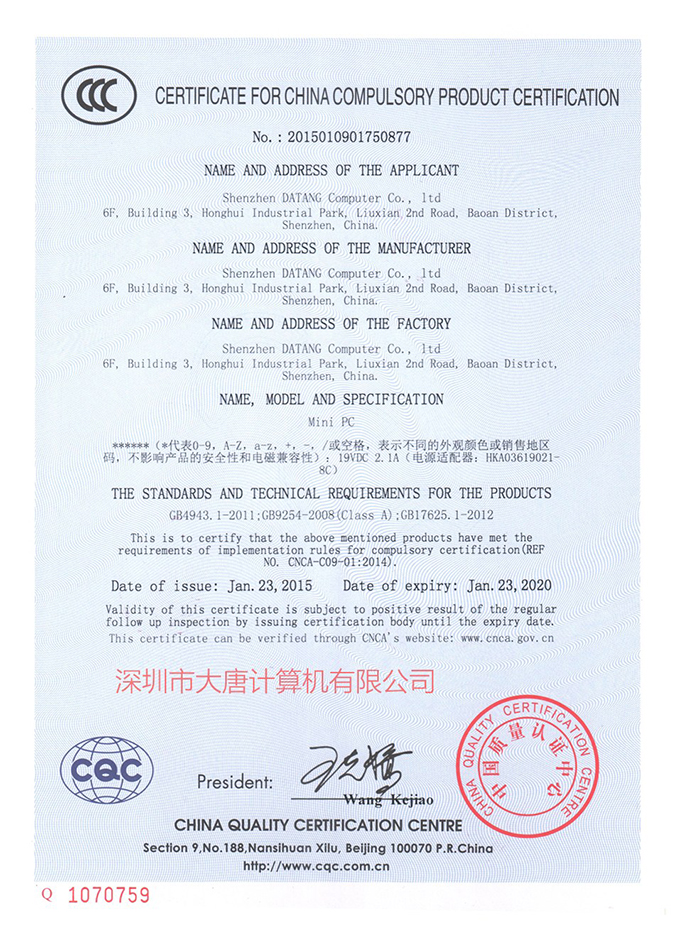 CERTIFICATE FOR CHINA COMPULSORY PRODUCT CERTIFICATION
No.: 2015010901750877
NAME AND ADDRESS OF THE APPLICANT
Shenzhen DATANG Computer Co., ltd
6F, Building 3, Honghui Industrial Park, Liuxian 2nd Road, Baoan District,
Shenzhen, China.
NAME AND ADDRESS OF THE MANUFACTURER
Shenzhen DATANG Computer Co., ltd
6F, Building 3, Honghui Industrial Park, Liuxian 2nd Road, Baoan District,
Shenzhen, China.
NAME AND ADDRESS OF THE FACTORY
Shenzhen DATANG Computer Co., ltd
6F, Building 3, Honghui Industrial Park, Liuxian 2nd Road, Baoan District,
Shenzhen, China.
NAME, MODEL AND SPECIFICATION
Mini PC
******（*代表0-9，A-Z，a-z，+，-，/或空格，表示不同的外观颜色或销售地区
码，不影响产品的安全性和电磁兼容性）；19VDC 2.1A（电源适配器：HKA03619021-
8C）
THE STANDARDS AND TECHNICAL REQUIREMENTS FOR THE PRODUCTS
GB4943.1-2011;GB9254-2008(Class A);GB17625.1-2012
This is to certify that the above mentioned products have met the
requirements of implementation rules for compulsory certification(REF
NO. CNCA-C09-01:2014).
Date of issue: Jan.23,2015 Date of expiry: Jan.23,2020
Validity of this certificate is subject to positive result of the regular
follow up inspection by issuing certification body until the expiry date.
This certificate can be verified through CNCA's website: www.cnca.gov.cn
深圳市大唐计算机有限公司
CHINA QUALITY CERTIFICATION CENTRE
中国质量认证中心
CQC
President:
Wang Kejiao
CHINA QUALITY CERTIFICATION CENTRE
Section 9,No.188,Nansihuan Xilu, Beijing 100070 P.R.China
http://www.cqc.com.cn
Q 1070759